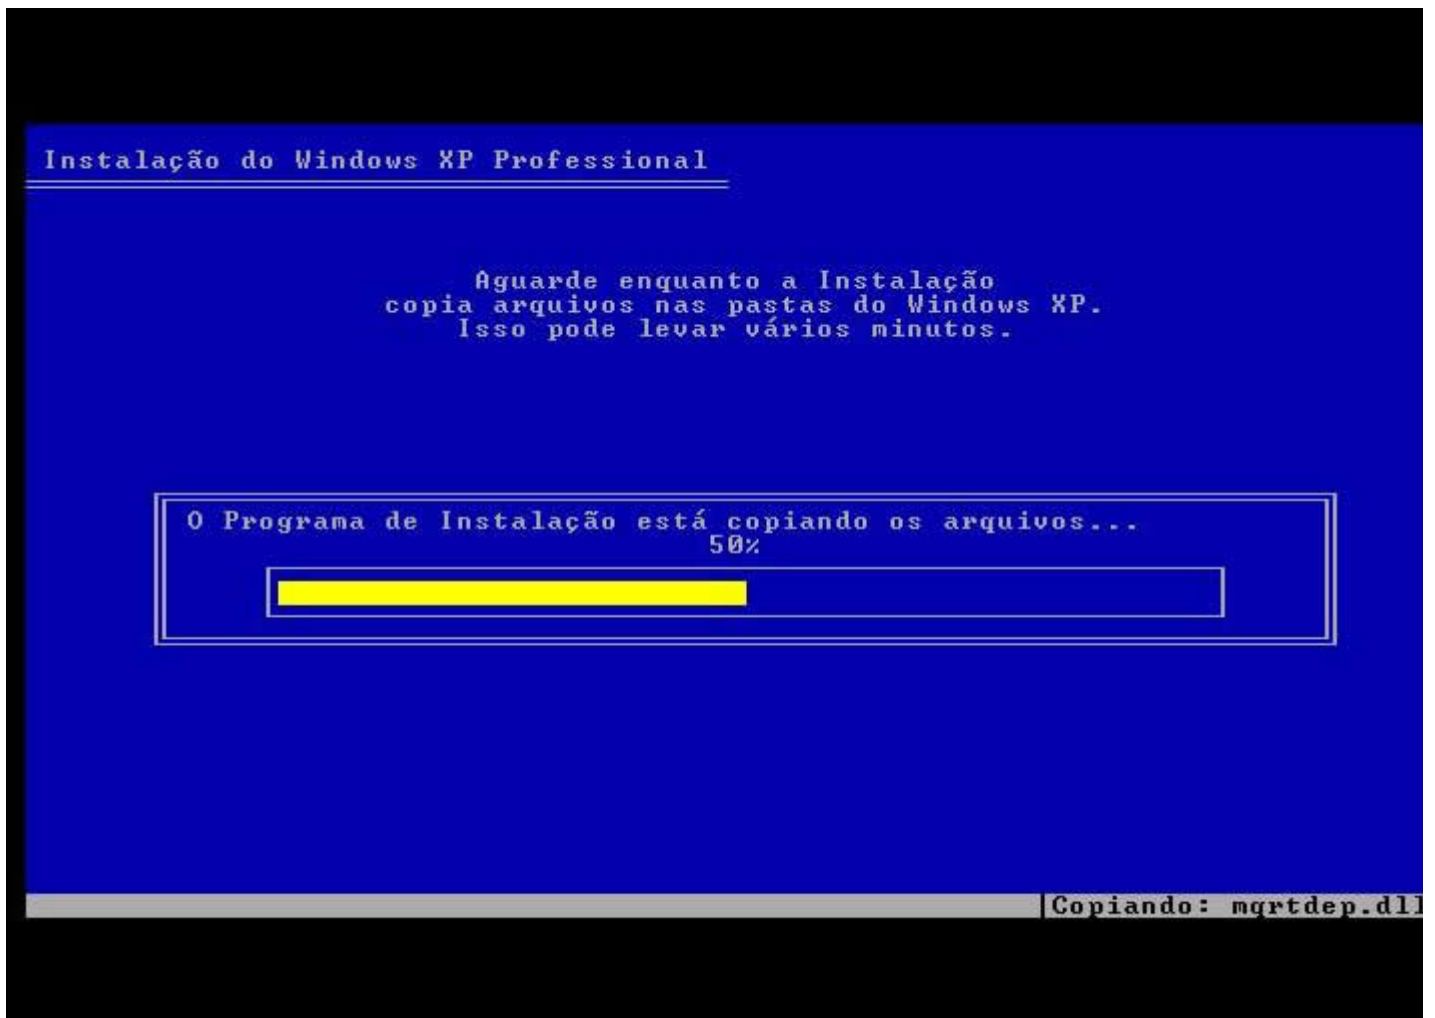 Instalação do Windows XP Professional
Aguarde enquanto a Instalação
copia arquivos nas pastas do Windows XP.
Isso pode levar vários minutos.
O Programa de Instalação está copiando os arquivos...
50%
Copiando: mqrtdep.dll